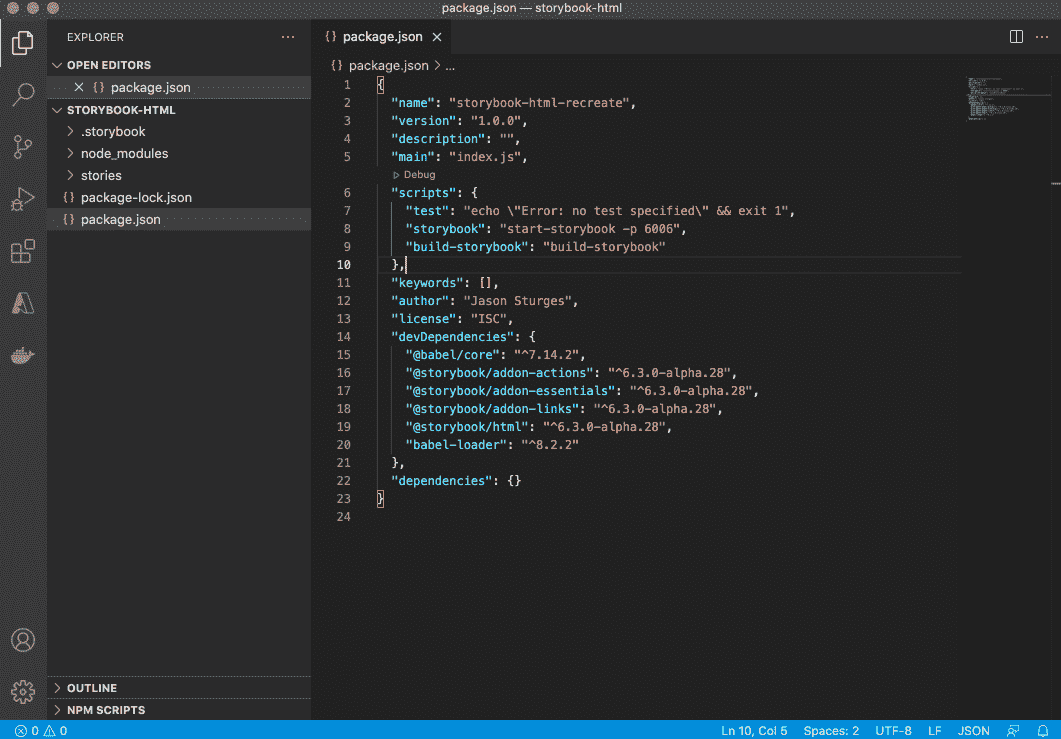 package.json — storybook-html
EXPLORER
OPEN EDITORS
{} package.json
STORYBOOK-HTML
.storybook
node_modules
stories
{} package-lock.json
{} package.json
OUTLINE
NPM SCRIPTS
{} package.json
{} package.json > ...
1 {
2 "name": "storybook-html-recreate",
3 "version": "1.0.0",
4 "description": "",
5 "main": "index.js",
Debug
6 "scripts": {
7 "test": "echo \"Error: no test specified\" && exit 1",
8 "storybook": "start-storybook -p 6006",
9 "build-storybook": "build-storybook"
10 },
11 "keywords": [],
12 "author": "Jason Sturges",
13 "license": "ISC",
14 "devDependencies": {
15 "@babel/core": "^7.14.2",
16 "@storybook/addon-actions": "^6.3.0-alpha.28",
17 "@storybook/addon-essentials": "^6.3.0-alpha.28",
18 "@storybook/addon-links": "^6.3.0-alpha.28",
19 "@storybook/html": "^6.3.0-alpha.28",
20 "babel-loader": "^8.2.2"
21 },
22 "dependencies": {}
23 }
24
0 0 Ln 10, Col 5 Spaces: 2 UTF-8 LF JSON